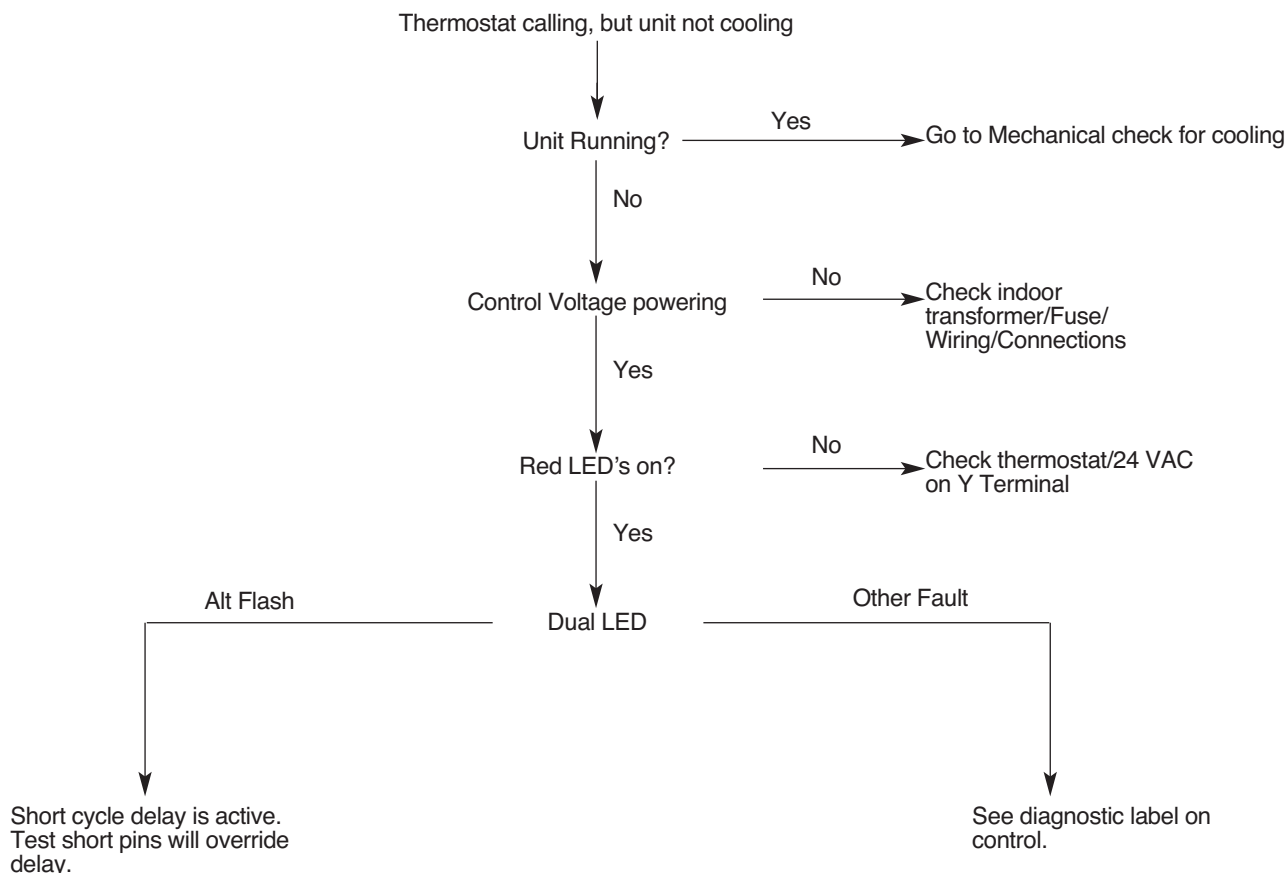 Thermostat calling, but unit not cooling
Unit Running?
Yes
Go to Mechanical check for cooling
No
Control Voltage powering
No
Check indoor
transformer/Fuse/
Wiring/Connections
Yes
Red LED's on?
No
Check thermostat/24 VAC
on Y Terminal
Yes
Alt Flash
Dual LED
Other Fault
Short cycle delay is active.
Test short pins will override
delay.
See diagnostic label on
control.